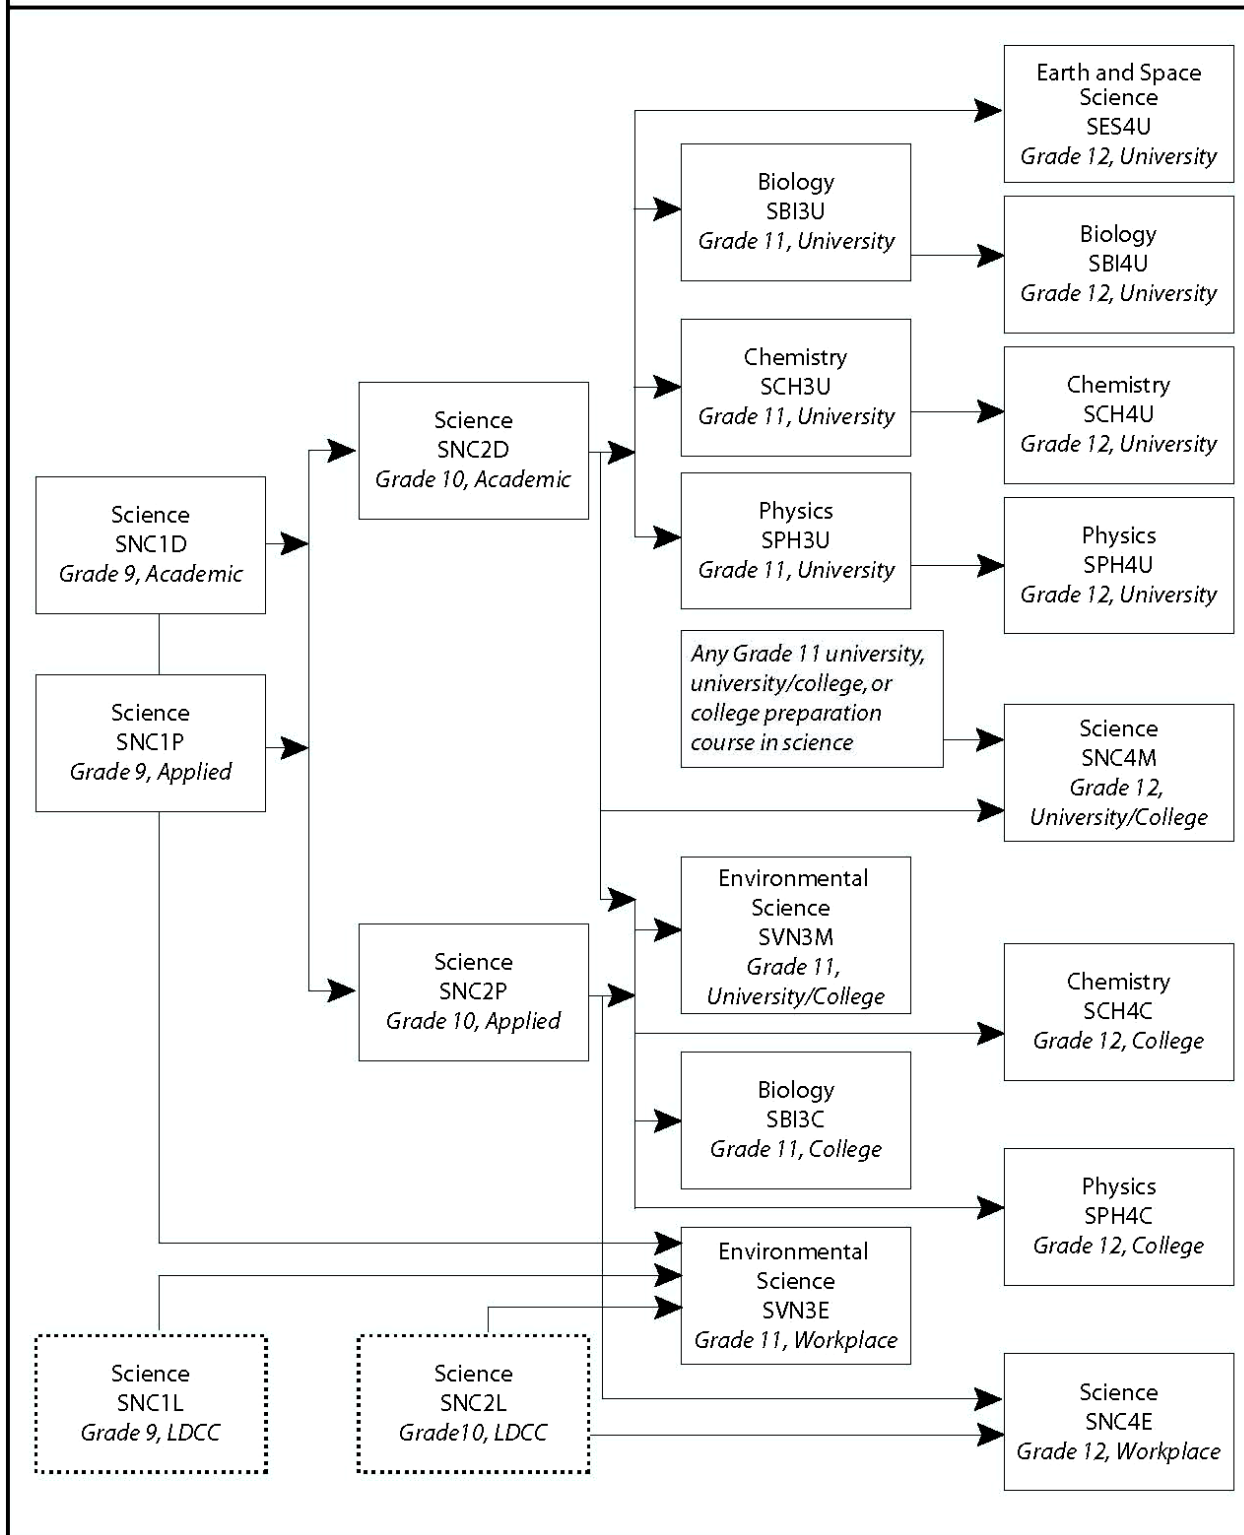 Earth and Space
Science
SES4U
Grade 12, University
Biology
SBI3U
Grade 11, University
Biology
SBI4U
Grade 12, University
Chemistry
SCH3U
Grade 11, University
Chemistry
SCH4U
Grade 12, University
Science
SNC2D
Grade 10, Academic
Physics
SPH3U
Grade 11, University
Physics
SPH4U
Grade 12, University
Science
SNC1D
Grade 9, Academic
Any Grade 11 university,
university/college, or
college preparation
course in science
Science
SNC1P
Grade 9, Applied
Science
SNC4M
Grade 12,
University/College
Environmental
Science
SVN3M
Grade 11,
University/College
Science
SNC2P
Grade 10, Applied
Chemistry
SCH4C
Grade 12, College
Biology
SBI3C
Grade 11, College
Physics
SPH4C
Grade 12, College
Environmental
Science
SVN3E
Grade 11, Workplace
Science
SNC1L
Grade 9, LDCC
Science
SNC2L
Grade10, LDCC
Science
SNC4E
Grade 12, Workplace